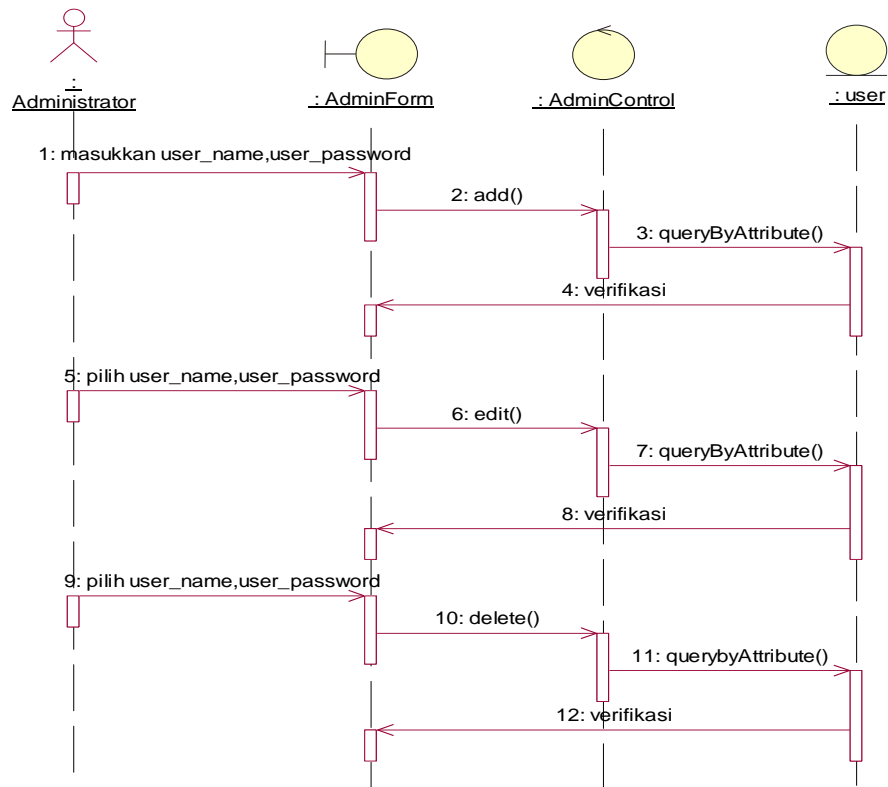 :
Administrator
: AdminForm
: AdminControl
: user
1: masukkan user_name,user_password
2: add()
3: queryByAttribute()
4: verifikasi
5: pilih user_name,user_password
6: edit()
7: queryByAttribute()
8: verifikasi
9: pilih user_name,user_password
10: delete()
11: querybyAttribute()
12: verifikasi